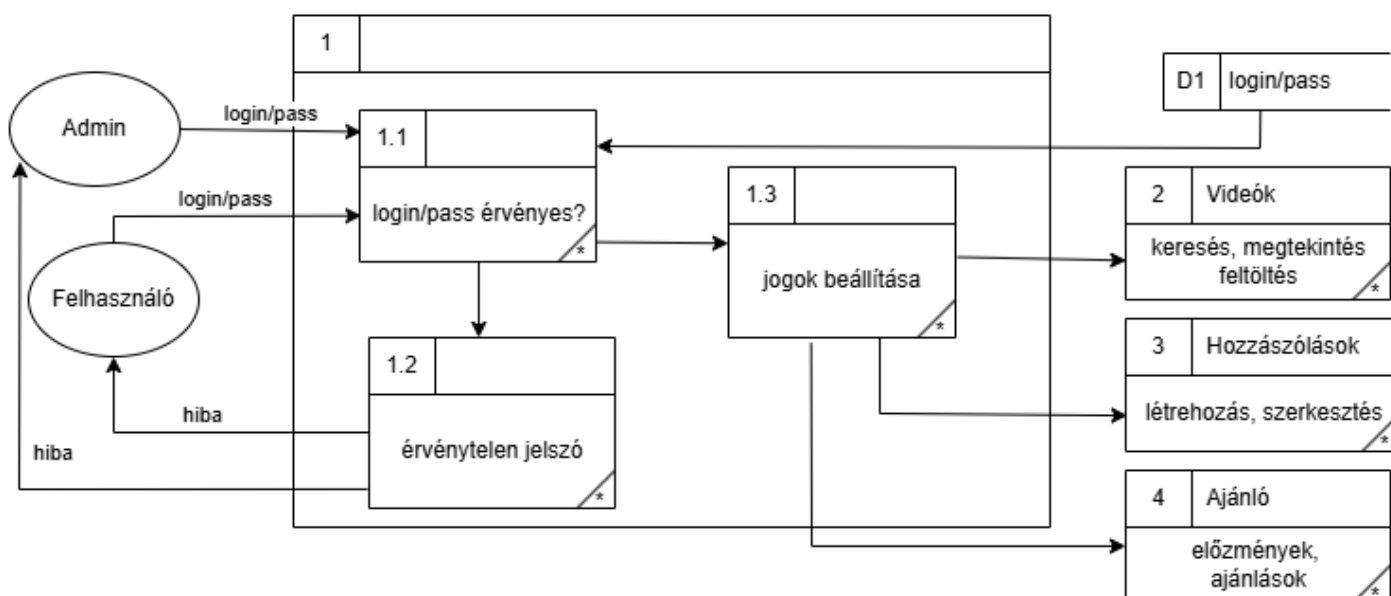 1
D1 login/pass
login/pass
Admin
1.1
login/pass
1.3
2 Videók
login/pass érvényes?
*
keresés, megtekintés
feltöltés
*
jogok beállítása
*
Felhasználó
3 Hozzászólások
létrehozás, szerkesztés
*
1.2
hiba
hiba
érvénytelen jelszó
*
4 Ajánló
előzmények,
ajánlások
*